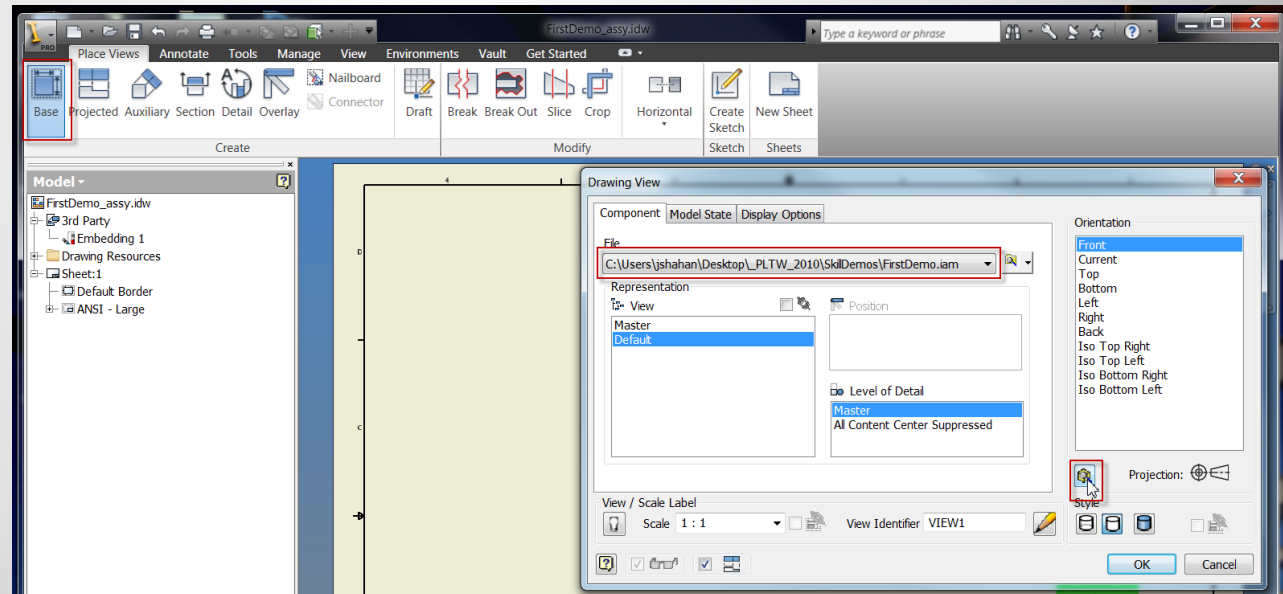 FirstDemo_assy.idw
Type a keyword or phrase
PRO
Place Views Annotate Tools Manage View Environments Vault Get Started
Base Projected Auxiliary Section Detail Overlay
Nailboard
Connector
Draft Break Break Out Slice Crop Horizontal
Create Sketch
New Sheet
Create Modify Sketch Sheets
Model
FirstDemo_assy.idw
3rd Party
Embedding 1
Drawing Resources
Sheet:1
Default Border
ANSI - Large
4
D
C
Drawing View
Component Model State Display Options
File
C:\Users\jshahan\Desktop\_PLTW_2010\SkilDemos\FirstDemo.iam
Representation
View
Master
Default
Position
Level of Detail
Master
All Content Center Suppressed
Orientation
Front
Current
Top
Bottom
Left
Right
Back
Iso Top Right
Iso Top Left
Iso Bottom Right
Iso Bottom Left
Projection:
View / Scale Label
Scale 1 : 1
View Identifier VIEW1
Style
OK Cancel